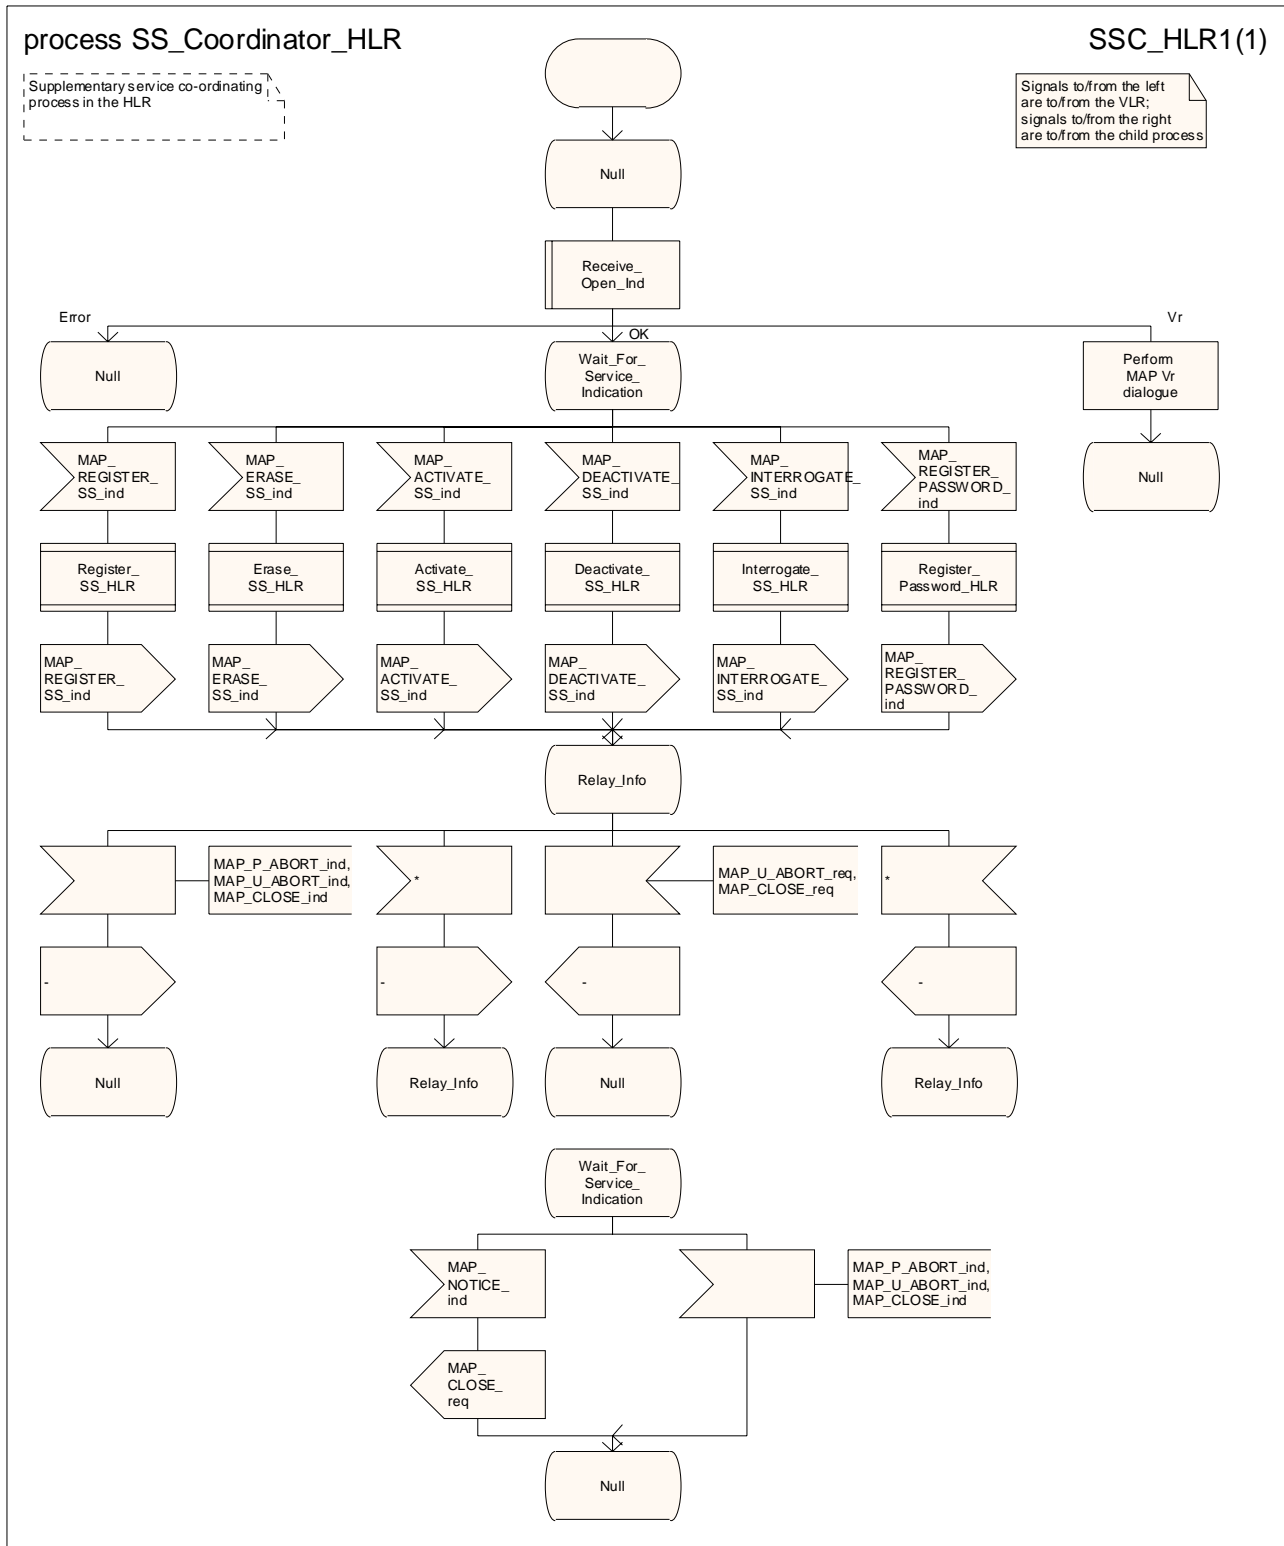 process SS_Coordinator_HLR
SSC_HLR1(1)
Supplementary service co-ordinating
process in the HLR
Signals to/from the left
are to/from the VLR;
signals to/from the right
are to/from the child process
Null
Receive_
Open_Ind
Error
OK
Vr
Null
Wait_For_
Service_
Indication
Perform
MAP Vr
dialogue
Null
MAP_
REGISTER_
SS_ind
MAP_
ERASE_
SS_ind
MAP_
ACTIVATE_
SS_ind
MAP_
DEACTIVATE_
SS_ind
MAP_
INTERROGATE_
SS_ind
MAP_
REGISTER_
PASSWORD_
ind
Register_
SS_HLR
Erase_
SS_HLR
Activate_
SS_HLR
Deactivate_
SS_HLR
Interrogate_
SS_HLR
Register_
Password_HLR
MAP_
REGISTER_
SS_ind
MAP_
ERASE_
SS_ind
MAP_
ACTIVATE_
SS_ind
MAP_
DEACTIVATE_
SS_ind
MAP_
INTERROGATE_
SS_ind
MAP_
REGISTER_
PASSWORD_
ind
Relay_Info
MAP_P_ABORT_ind,
MAP_U_ABORT_ind,
MAP_CLOSE_ind
*
MAP_U_ABORT_req,
MAP_CLOSE_req
*
-
-
-
-
Null
Relay_Info
Null
Relay_Info
Wait_For_
Service_
Indication
MAP_
NOTICE_
ind
MAP_P_ABORT_ind,
MAP_U_ABORT_ind,
MAP_CLOSE_ind
MAP_
CLOSE_
req
Null